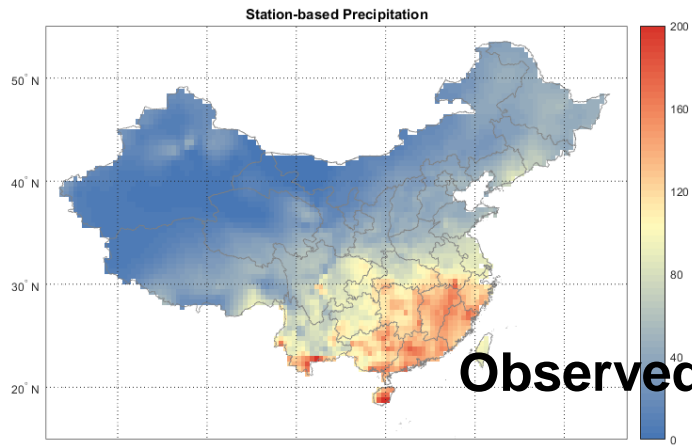 Station-based Precipitation
200
50° N
160
120
40° N
80
30° N
40
Observed
20° N
0